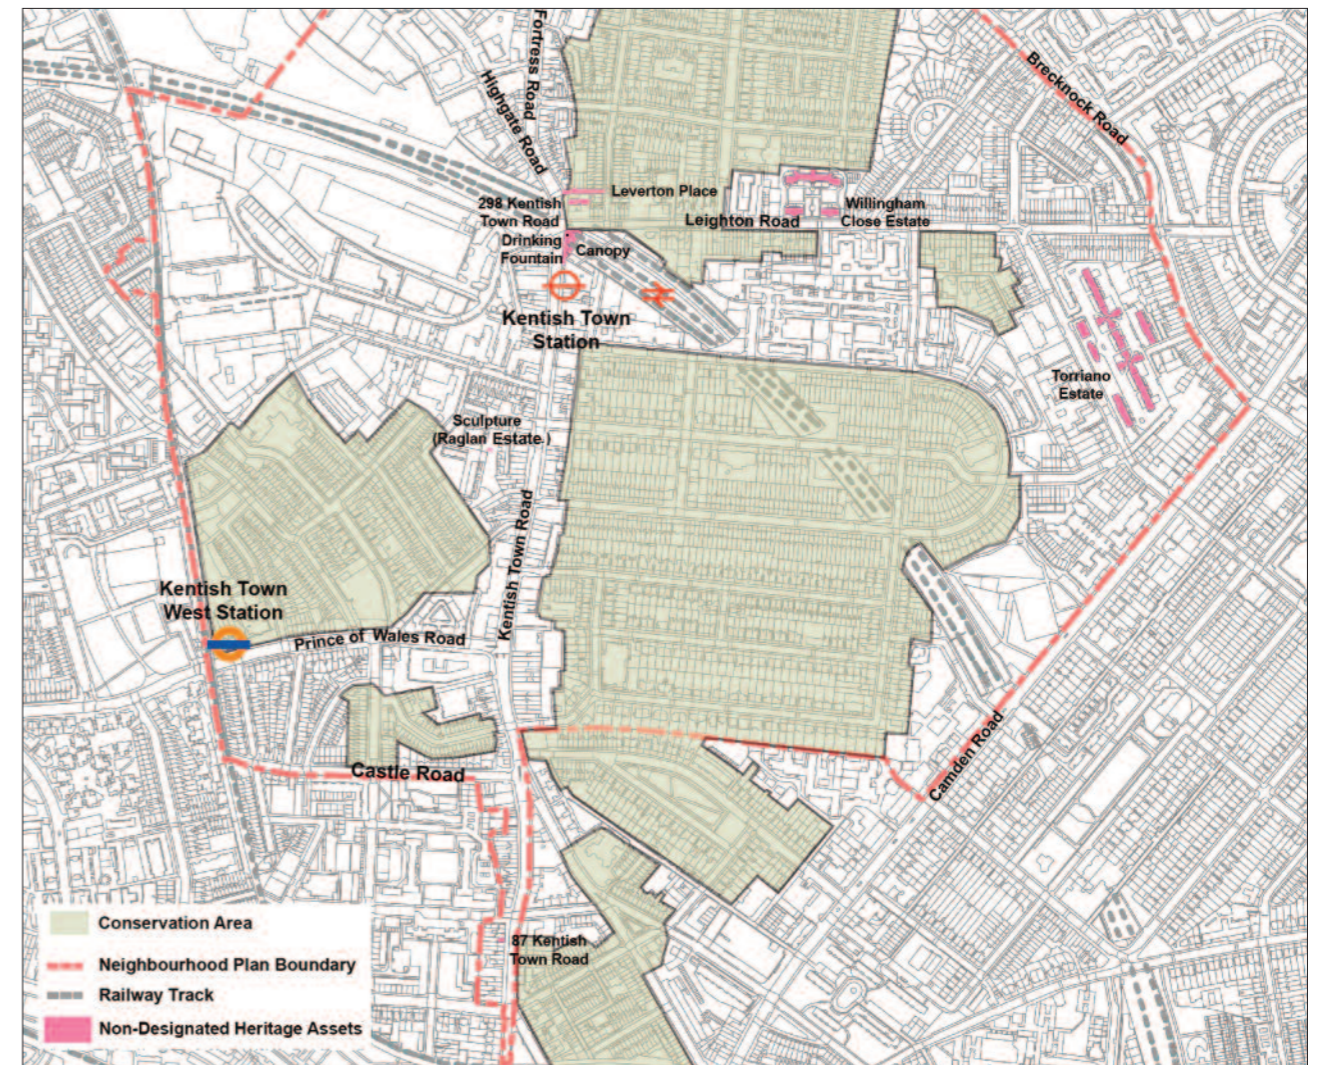 Fortress Road
Highgate Road
Brecknock Road
Leverton Place
298 Kentish
Town Road
Willingham
Close Estate
Leighton Road
Drinking
Fountain
Canopy
Kentish Town
Station
Torriano
Estate
Sculpture
(Raglan Estate )
Kentish Town Road
Kentish Town
West Station
Prince of Wales Road
Castle Road
Camden Road
87 Kentish
Town Road
Conservation Area
Neighbourhood Plan Boundary
Railway Track
Non-Designated Heritage Assets